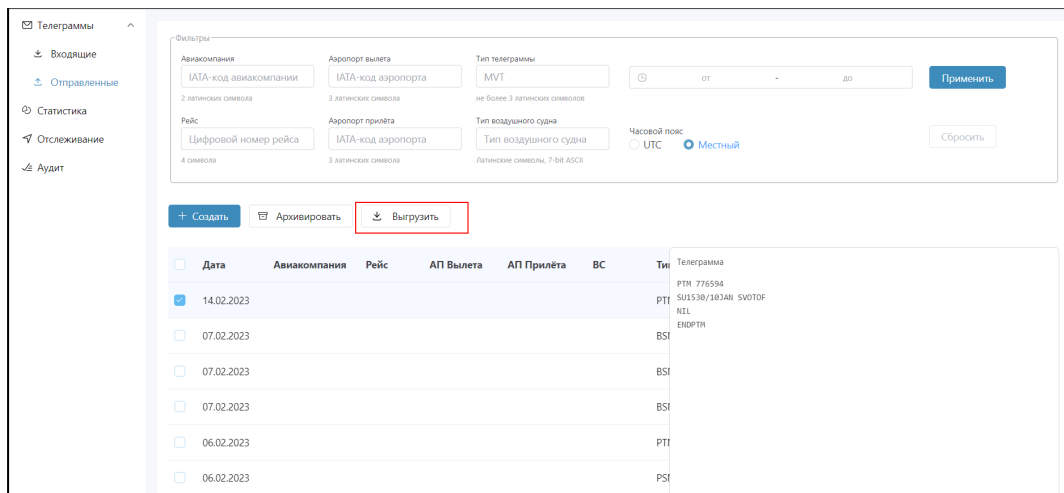 Телеграммы
Входящие
Отправленные
Статистика
Отслеживание
Аудит
Фильтры
Авиакомпания Аэропорт вылета Тип телеграммы
IATA-код авиакомпании IATA-код аэропорта MVT от - до Применить
2 латинских символа 3 латинских символа не более 3 латинских символов
Рейс Аэропорт прилёта Тип воздушного судна Часовой пояс
Цифровой номер рейса IATA-код аэропорта Тип воздушного судна UTC Местный Сбросить
4 символа 3 латинских символа Латинские символы, 7-bit ASCII
+ Создать Архивировать Выгрузить
Дата Авиакомпания Рейс АП Вылета АП Прилёта ВС
14.02.2023
07.02.2023
07.02.2023
07.02.2023
06.02.2023
06.02.2023
Телеграмма
PTM 776594
SU1530/10JAN SVOTOF
NIL
ENDPTM